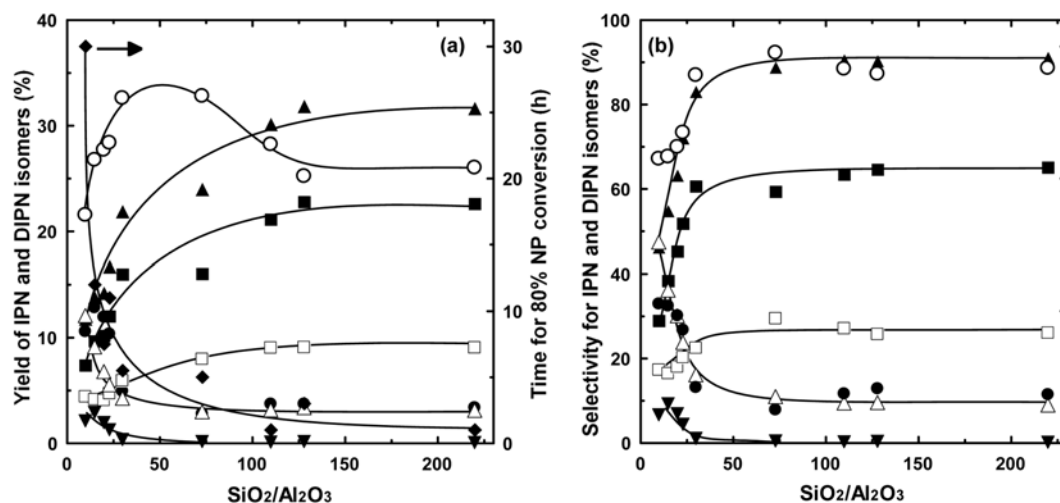 (a)
Yield of IPN and DIPN isomers (%)
40
30
20
10
0
0 50 100 150 200
SiO₂/Al₂O₃
30
20
10
0
Time for 80% NP conversion (h)
(b)
Selectivity for IPN and DIPN isomers (%)
100
80
60
40
20
0
0 50 100 150 200
SiO₂/Al₂O₃